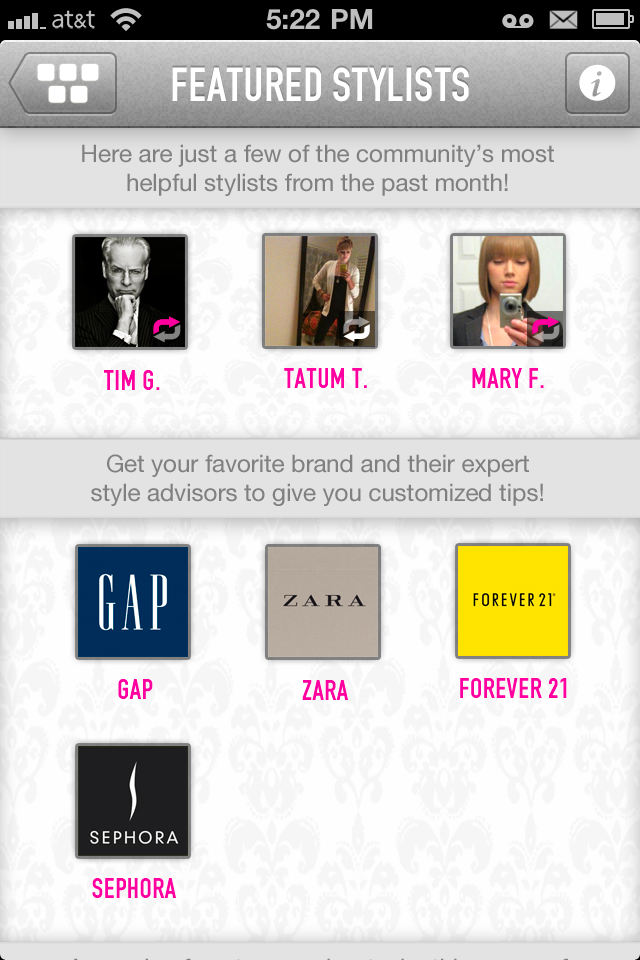 at&t 5:22 PM
FEATURED STYLISTS
i
Here are just a few of the community's most
helpful stylists from the past month!
TIM G. TATUM T. MARY F.
Get your favorite brand and their expert
style advisors to give you customized tips!
GAP ZARA FOREVER 21
GAP ZARA FOREVER 21
SEPHORA
SEPHORA